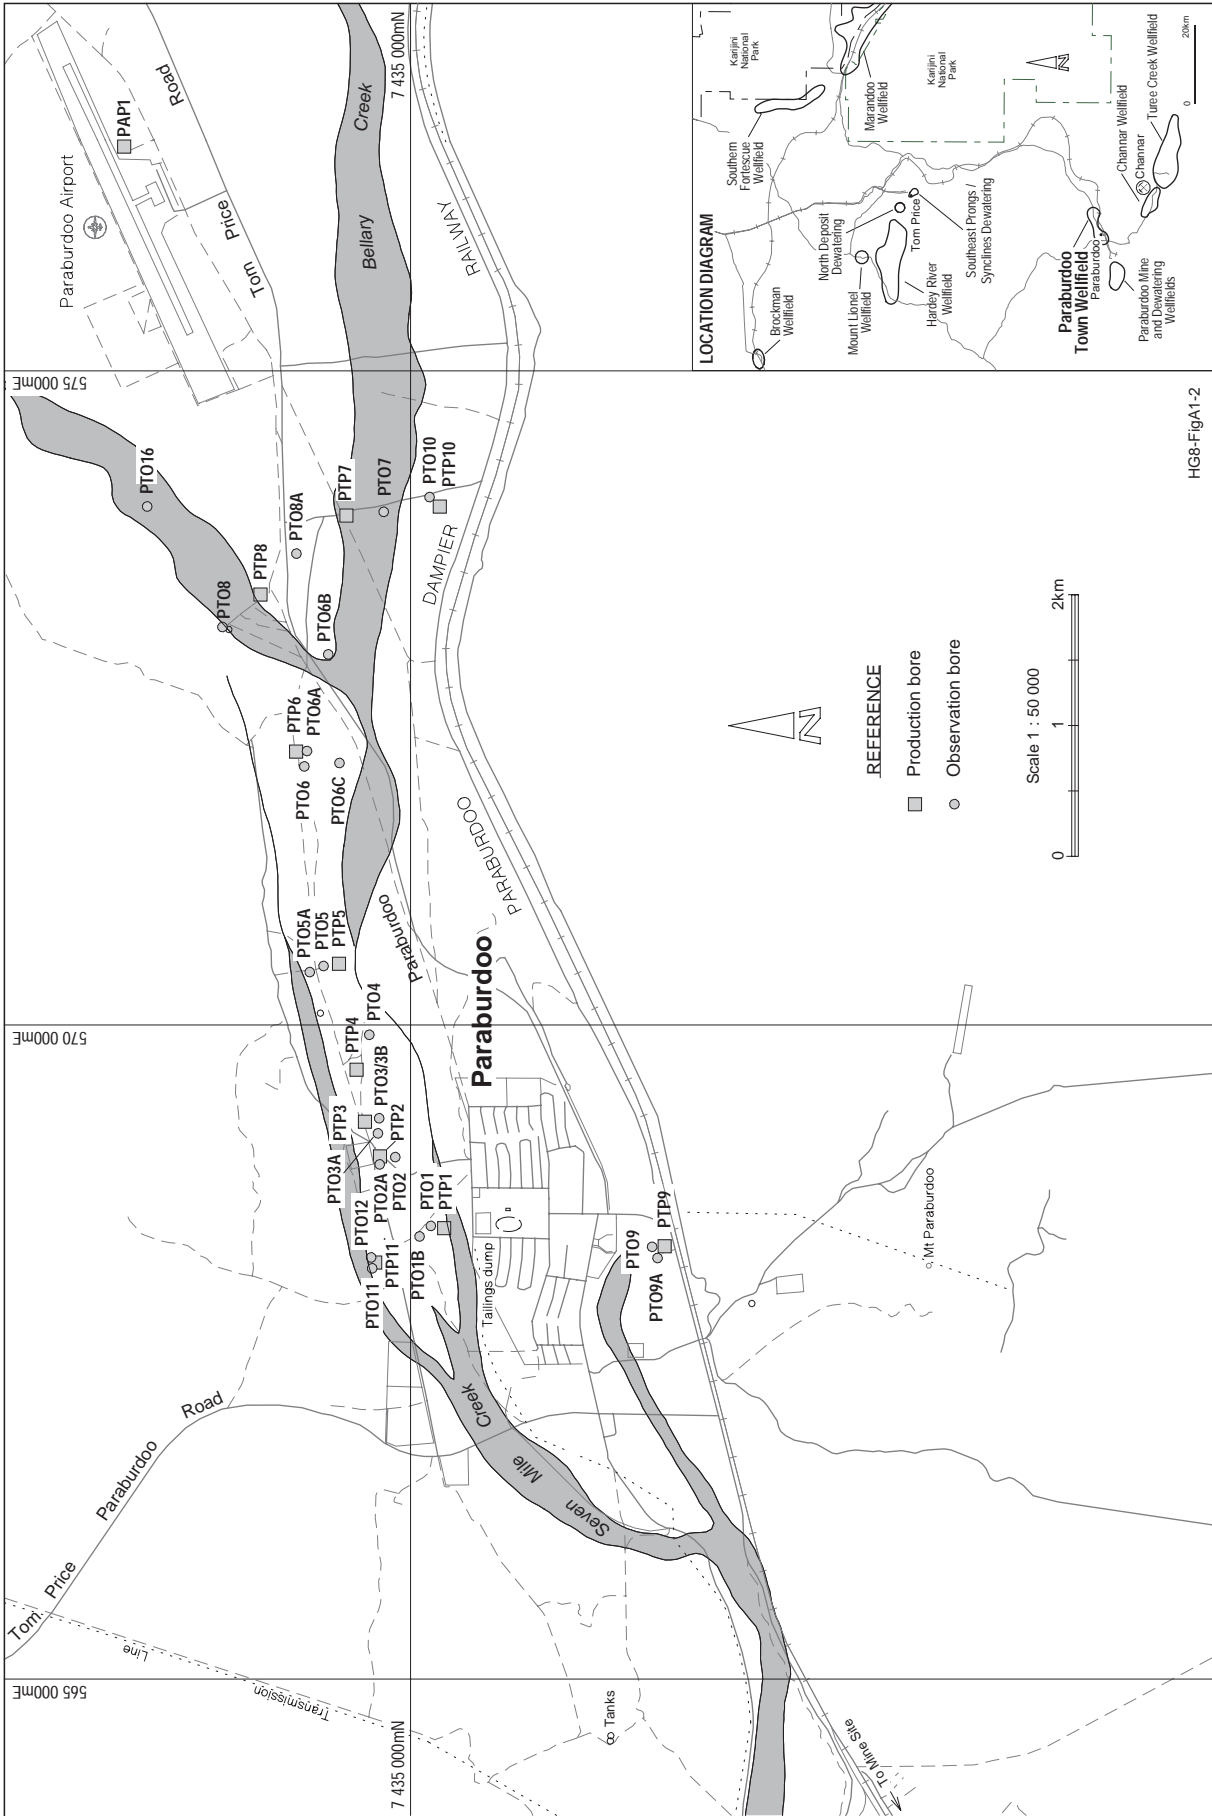 565 000mE
570 000mE
575 000mE
7 435 000mN
7 435 000mN
Tom Price Paraburdoo Road
Transmission Line
Tanks
To Mine Site
Seven Mile Creek
Tailings dump
Paraburdoo
Paraburdoo Tom Price Road
Bellary Creek
PARABURDOO DAMPIER RAILWAY
Mt Paraburdoo
Paraburdoo Airport
PAP1
PTO16
PTO8
PTP8
PTO8A
PTO6B
PTP7
PTO7
PTO10
PTP10
PTP6
PTO6A
PTO6
PTO6C
PTO5A
PTO5
PTP5
PTO4
PTP4
PTO3/3B
PTP3
PTP2
PTO3A
PTO2A
PTO2
PTO12
PTO11
PTP11
PTO1
PTP1
PTO1B
PTO9
PTP9
PTO9A
N
REFERENCE
Production bore
Observation bore
Scale 1 : 50 000
0 1 2km
LOCATION DIAGRAM
Brockman
Wellfield
Southern
Fortescue
Wellfield
Karijini
National
Park
Marandoo
Wellfield
Karijini
National
Park
North Deposit
Dewatering
Mount Lionel
Wellfield
Tom Price
Hardey River
Wellfield
Southeast Prongs /
Synclines Dewatering
N
Paraburdoo
Town Wellfield
Paraburdoo
Paraburdoo Mine
and Dewatering
Wellfields
Channar Wellfield
Channar
Turee Creek Wellfield
0 20km
HG8-FigA1-2